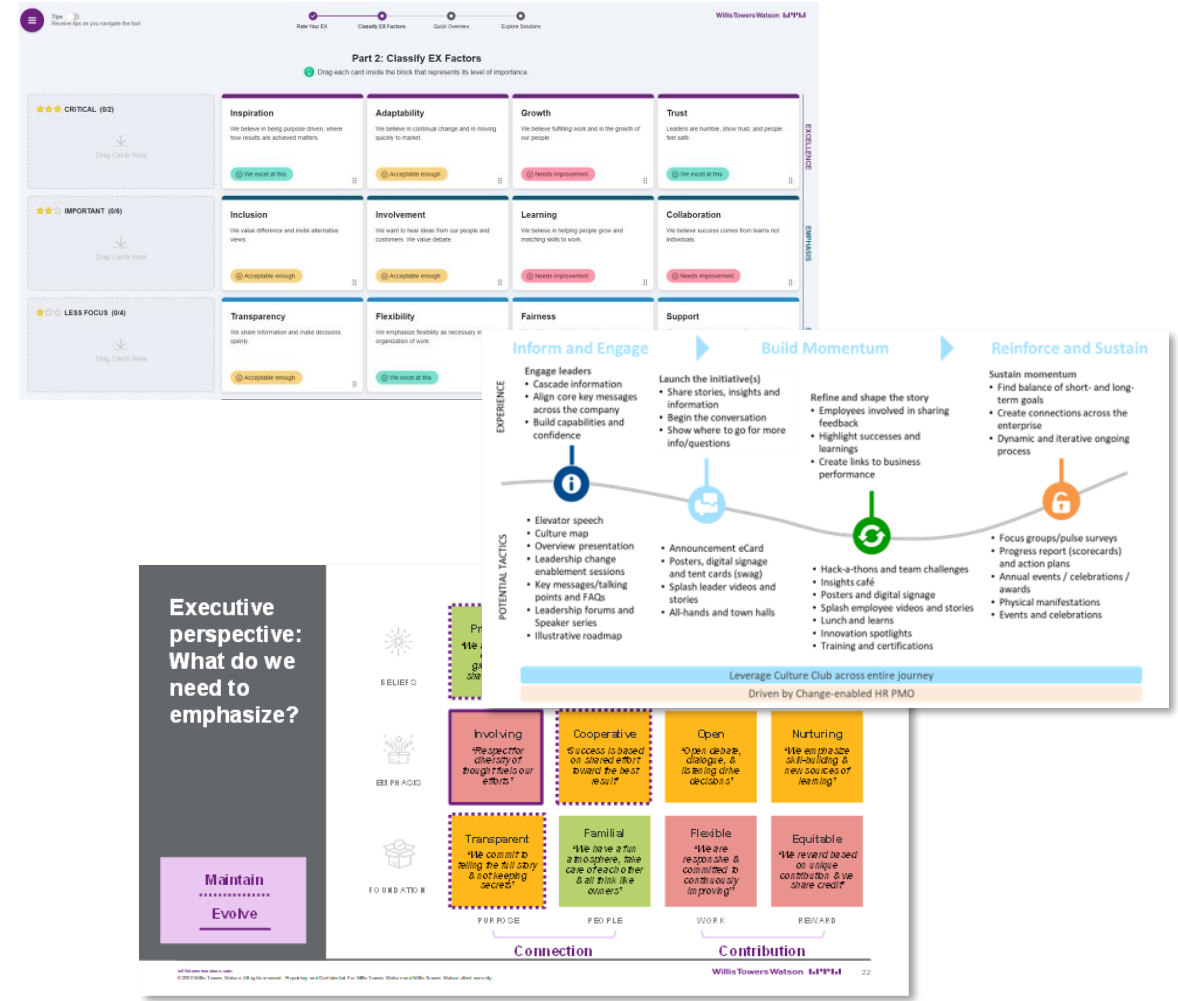 Tips
Receive tips as you navigate the tool
Rate Your EX
Classify EX Factors
Quick Overview
Explore Solutions
WillisTowersWatson
Part 2: Classify EX Factors
Drag each card inside the block that represents its level of importance.
CRITICAL (0/2)
Drag Cards Here
Inspiration
We believe in being purpose driven, where
how results are achieved matters.
We excel at this
Adaptability
We believe in continual change and in moving
quickly to market.
Acceptable enough
Growth
We believe fulfilling work and in the growth of
our people.
Needs improvement
Trust
Leaders are humble, show trust, and people
feel safe.
We excel at this
EXCELLENCE
IMPORTANT (0/6)
Drag Cards Here
Inclusion
We value difference and invite alternative
views.
Acceptable enough
Involvement
We want to hear ideas from our people and
customers. We value debate.
Acceptable enough
Learning
We believe in helping people grow and
matching skills to work.
Needs improvement
Collaboration
We believe success comes from teams not
individuals.
Needs improvement
EMPHASIS
LESS FOCUS (0/4)
Drag Cards Here
Transparency
We share information and make decisions
openly.
Acceptable enough
Flexibility
We emphasize flexibility as necessary in
organization of work.
We excel at this
Fairness
Support
Inform and Engage
Build Momentum
Reinforce and Sustain
EXPERIENCE
Engage leaders
• Cascade information
• Align core key messages
across the company
• Build capabilities and
confidence
Launch the initiative(s)
• Share stories, insights and
information
• Begin the conversation
• Show where to go for more
info/questions
Refine and shape the story
• Employees involved in sharing
feedback
• Highlight successes and
learnings
• Create links to business
performance
Sustain momentum
• Find balance of short- and long-
term goals
• Create connections across the
enterprise
• Dynamic and iterative ongoing
process
POTENTIAL TACTICS
• Elevator speech
• Culture map
• Overview presentation
• Leadership change
enablement sessions
• Key messages/talking
points and FAQs
• Leadership forums and
Speaker series
• Illustrative roadmap
• Announcement eCard
• Posters, digital signage
and tent cards (swag)
• Splash leader videos and
stories
• All-hands and town halls
• Hack-a-thons and team challenges
• Insights café
• Posters and digital signage
• Splash employee videos and stories
• Lunch and learns
• Innovation spotlights
• Training and certifications
• Focus groups/pulse surveys
• Progress report (scorecards)
and action plans
• Annual events / celebrations /
awards
• Physical manifestations
• Events and celebrations
Leverage Culture Club across entire journey
Driven by Change-enabled HR PMO
Executive
perspective:
What do we
need to
emphasize?
Maintain
Evolve
BELIEFS
EMPHASIS
Involving
"Respect for
diversity of
thought fuels our
efforts"
Cooperative
"Success is based
on shared effort
toward the best
result"
Open
"Open debate,
dialogue, &
listening drive
decisions"
Nurturing
"We emphasize
skill-building &
new sources of
learning"
FOUNDATION
Transparent
"We commit to
telling the full story
& not keeping
secrets"
Familial
"We have a fun
atmosphere, take
care of each other
& all think like
owners"
Flexible
"We are
responsive &
committed to
continuously
improving"
Equitable
"We reward based
on unique
contribution & we
share credit"
PURPOSE
PEOPLE
WORK
REWARD
Connection
Contribution
willistowerswatson.com
WillisTowersWatson
22